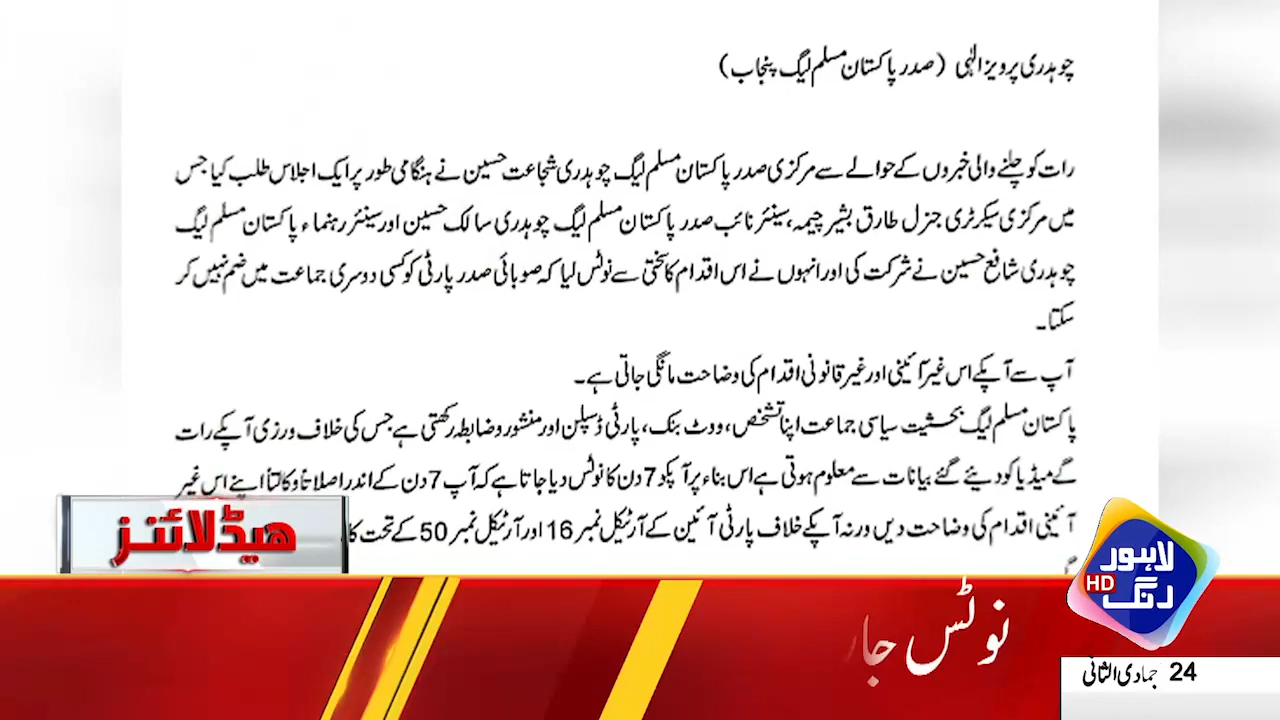 چوہدری پرویز الٰہی (صدر پاکستان مسلم لیگ پنجاب)
رات کو چلنے والی خبروں کے حوالے سے مرکزی صدر پاکستان مسلم لیگ چوہدری شجاعت حسین نے ہنگامی طور پر ایک اجلاس طلب کیا جس
میں مرکزی سیکرٹری جنرل طارق بشیر چیمہ، سینئر نائب صدر پاکستان مسلم لیگ چوہدری سالک حسین اور سینئر رہنماء پاکستان مسلم لیگ
چوہدری شافع حسین نے شرکت کی اور انہوں نے اس اقدام کا سختی سے نوٹس لیا کہ صوبائی صدر پارٹی کو کسی دوسری جماعت میں ضم نہیں کر
سکتا۔
آپ سے آپکے اس غیر آئینی اور غیر قانونی اقدام کی وضاحت مانگی جاتی ہے۔
پاکستان مسلم لیگ بحثیت سیاسی جماعت اپنا تشخص، ووٹ بنک، پارٹی ڈسپلن اور منشور و ضابطہ رکھتی ہے جس کی خلاف ورزی آپکے رات
گے میڈیا کو دیئے گئے بیانات سے معلوم ہوتی ہے اس بناء پر آپکو 7 دن کا نوٹس دیا جاتا ہے کہ آپ 7 دن کے اندر اصلاتاً وکالتاً اپنے اس غیر
آئینی اقدام کی وضاحت دیں ورنہ آپکے خلاف پارٹی آئین کے آرٹیکل نمبر 16 اور آرٹیکل نمبر 50 کے تحت
ھیڈلائنز
لاہور
رنگ HD
نوٹس جار
24 جمادی الثانی